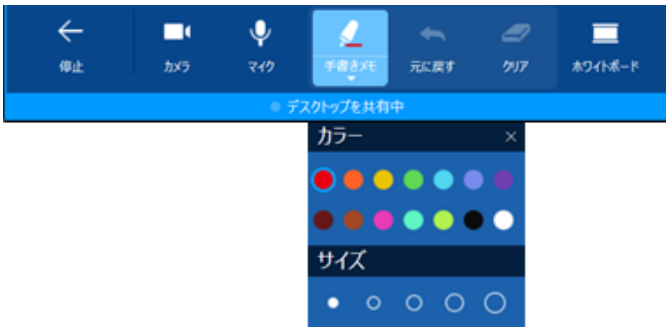 停止 カメラ マイク 手書きメモ 元に戻す クリア ホワイトボード
デスクトップを共有中
カラー
サイズ